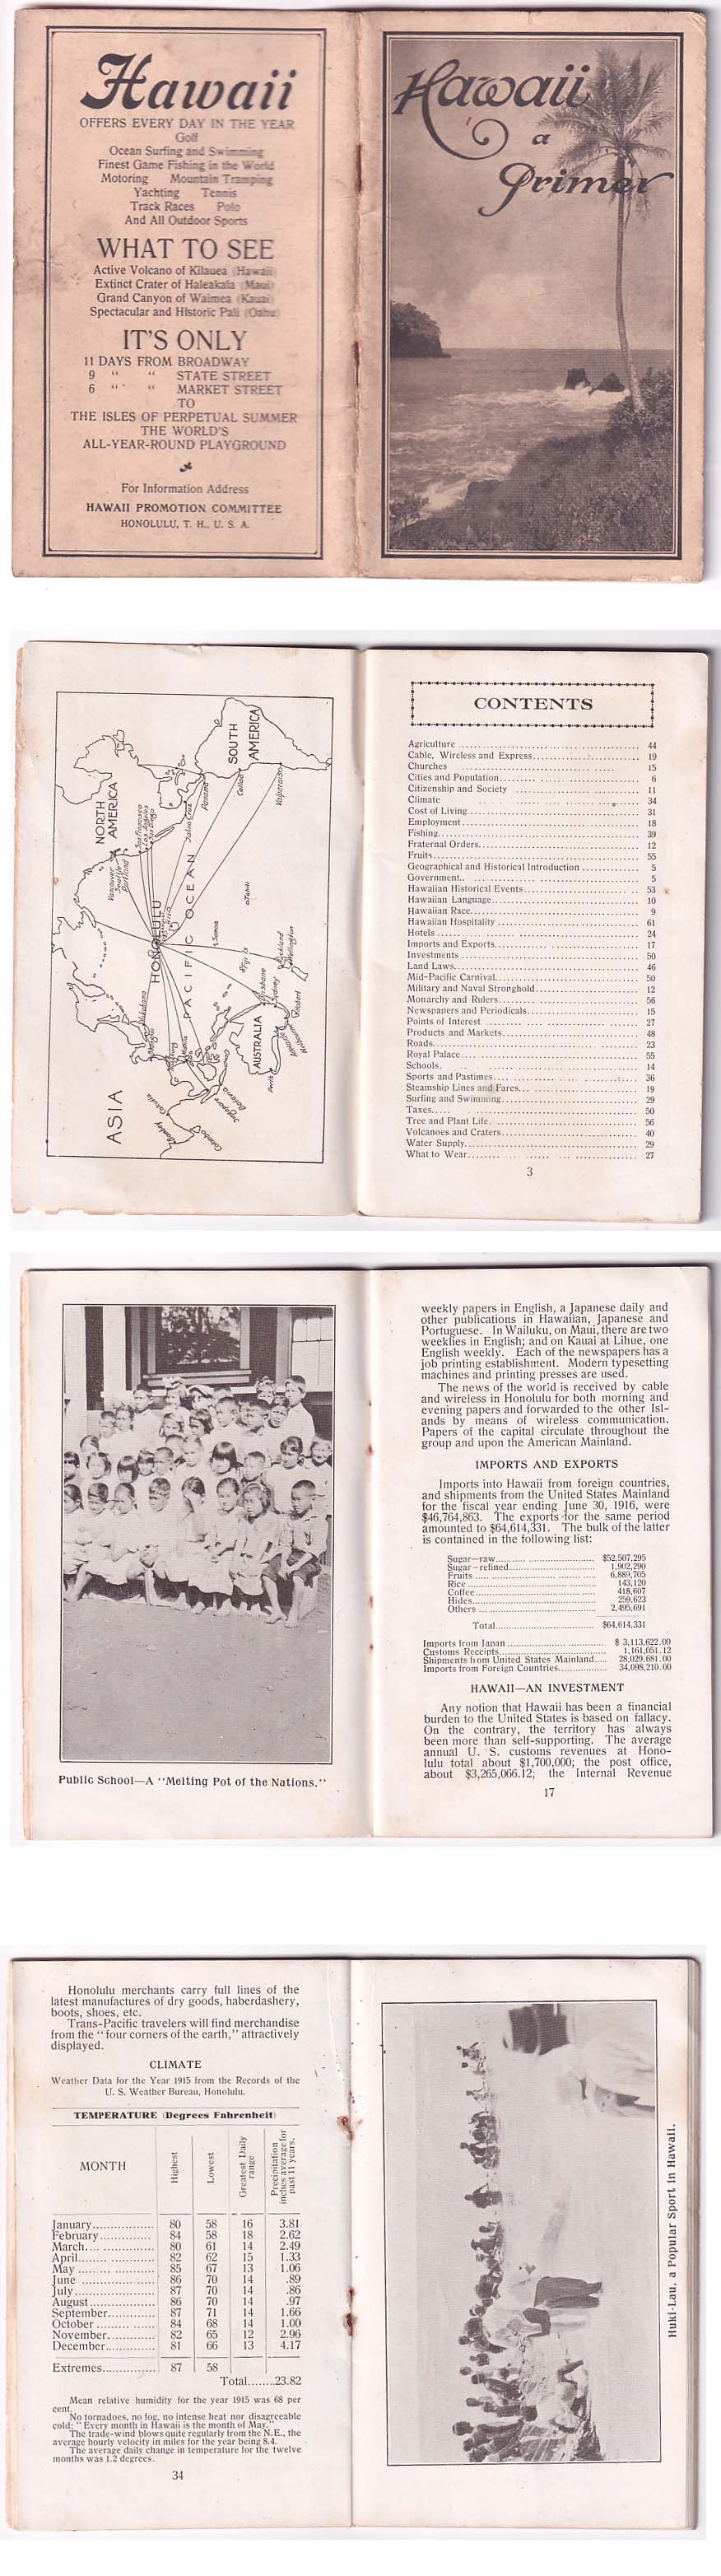 Hawaii
OFFERS EVERY DAY IN THE YEAR
Golf
Ocean Surfing and Swimming
Finest Game Fishing in the World
Motoring Mountain Tramping
Yachting Tennis
Track Races Polo
And All Outdoor Sports
WHAT TO SEE
Active Volcano of Kilauea (Hawaii)
Extinct Crater of Haleakala (Maui)
Grand Canyon of Waimea (Kauai)
Spectacular and Historic Pali (Oahu)
IT'S ONLY
11 DAYS FROM BROADWAY
9 " " STATE STREET
6 " " MARKET STREET
TO
THE ISLES OF PERPETUAL SUMMER
THE WORLD'S
ALL-YEAR-ROUND PLAYGROUND
For Information Address
HAWAII PROMOTION COMMITTEE
HONOLULU, T. H., U. S. A.
Hawaii
a
Primer
ASIA
NORTH
AMERICA
SOUTH
AMERICA
HONOLULU
PACIFIC OCEAN
AUSTRALIA
San Francisco
Los Angeles
San Diego
Vancouver
Seattle
Portland
Panama
Callao
Valparaiso
Yokohama
Samoa
Fiji
Tahiti
Auckland
Wellington
Brisbane
Sydney
Hobart
Perth
Batavia
Singapore
Colombo
Bombay
Calcutta
CONTENTS
Agriculture 44
Cable, Wireless and Express 19
Churches 15
Cities and Population 6
Citizenship and Society 11
Climate 34
Cost of Living 31
Employment 18
Fishing 39
Fraternal Orders 12
Fruits 55
Geographical and Historical Introduction 5
Government 5
Hawaiian Historical Events 53
Hawaiian Language 10
Hawaiian Race 9
Hawaiian Hospitality 61
Hotels 24
Imports and Exports 17
Investments 50
Land Laws 46
Mid-Pacific Carnival 50
Military and Naval Stronghold 12
Monarchy and Rulers 56
Newspapers and Periodicals 15
Points of Interest 27
Products and Markets 48
Roads 23
Royal Palace 55
Schools 14
Sports and Pastimes 36
Steamship Lines and Fares 19
Surfing and Swimming 29
Taxes 50
Tree and Plant Life 56
Volcanoes and Craters 40
Water Supply 29
What to Wear 27
3
Public School—A "Melting Pot of the Nations."
weekly papers in English, a Japanese daily and
other publications in Hawaiian, Japanese and
Portuguese. In Wailuku, on Maui, there are two
weeklies in English; and on Kauai at Lihue, one
English weekly. Each of the newspapers has a
job printing establishment. Modern typesetting
machines and printing presses are used.
The news of the world is received by cable
and wireless in Honolulu for both morning and
evening papers and forwarded to the other Isl-
ands by means of wireless communication.
Papers of the capital circulate throughout the
group and upon the American Mainland.
IMPORTS AND EXPORTS
Imports into Hawaii from foreign countries,
and shipments from the United States Mainland
for the fiscal year ending June 30, 1916, were
$46,764,863. The exports for the same period
amounted to $64,614,331. The bulk of the latter
is contained in the following list:
Sugar—raw $52,507,295
Sugar—refined 1,902,290
Fruits 6,889,705
Rice 143,120
Coffee 418,607
Hides 259,623
Others 2,495,691
Total $64,614,331
Imports from Japan $ 3,113,622.00
Customs Receipts 1,161,051.12
Shipments from United States Mainland 28,029,681.00
Imports from Foreign Countries 34,098,210.00
HAWAII—AN INVESTMENT
Any notion that Hawaii has been a financial
burden to the United States is based on fallacy.
On the contrary, the territory has always
been more than self-supporting. The average
annual U. S. customs revenues at Hono-
lulu total about $1,700,000; the post office,
about $3,265,066.12; the Internal Revenue
17
Honolulu merchants carry full lines of the
latest manufactures of dry goods, haberdashery,
boots, shoes, etc.
Trans-Pacific travelers will find merchandise
from the "four corners of the earth," attractively
displayed.
CLIMATE
Weather Data for the Year 1915 from the Records of the
U. S. Weather Bureau, Honolulu.
TEMPERATURE (Degrees Fahrenheit)
MONTH Highest Lowest Greatest Daily range Precipitation inches average for past 11 years.
January 80 58 16 3.81
February 84 58 18 2.62
March 80 61 14 2.49
April 82 62 15 1.33
May 85 67 13 1.06
June 86 70 14 .89
July 87 70 14 .86
August 86 70 14 .97
September 87 71 14 1.66
October 84 68 14 1.00
November 82 65 12 2.96
December 81 66 13 4.17
Extremes 87 58
Total 23.82
Mean relative humidity for the year 1915 was 68 per
cent.
No tornadoes, no fog, no intense heat nor disagreeable
cold; "Every month in Hawaii is the month of May."
The trade-wind blows quite regularly from the N.E., the
average hourly velocity in miles for the year being 8.4.
The average daily change in temperature for the twelve
months was 1.2 degrees.
34
Huki-Lau, a Popular Sport in Hawaii.